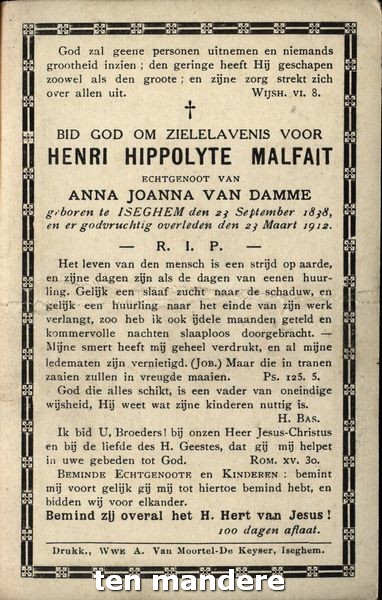 God zal geene personen uitnemen en niemands
grootheid inzien ; den geringe heeft Hij geschapen
zoowel als den groote ; en zijne zorg strekt zich
over allen uit. WIJSH. VI. 8.
†
BID GOD OM ZIELELAVENIS VOOR
HENRI HIPPOLYTE MALFAIT
ECHTGENOOT VAN
ANNA JOANNA VAN DAMME
geboren te ISEGHEM den 23 September 1838,
en er godvruchtig overleden den 23 Maart 1912.
— R. I. P. —
Het leven van den mensch is een strijd op aarde,
en zijne dagen zijn als de dagen van eenen huur-
ling. Gelijk een slaaf zucht naar de schaduw, en
gelijk een huurling naar het einde van zijn werk
verlangt, zoo heb ik ook ijdele maanden geteld en
kommervolle nachten slaaploos doorgebracht. —
Mijne smert heeft mij geheel verdrukt, en al mijne
ledematen zijn vernietigd. (JOB.) Maar die in tranen
zaaien zullen in vreugde maaien. Ps. 125. 5.
God die alles schikt, is een vader van oneindige
wijsheid, Hij weet wat zijne kinderen nuttig is.
H. BAS.
Ik bid U, Broeders! bij onzen Heer Jesus-Christus
en bij de liefde des H. Geestes, dat gij mij helpet
in uwe gebeden tot God. ROM. XV. 30.
BEMINDE ECHTGENOOTE en KINDEREN : bemint
mij voort gelijk gij mij tot hiertoe bemind hebt, en
bidden wij voor elkander.
Bemind zij overal het H. Hert van Jesus !
100 dagen aflaat.
Drukk., WWE A. Van Moortel-De Keyser, Iseghem.
ten mandere